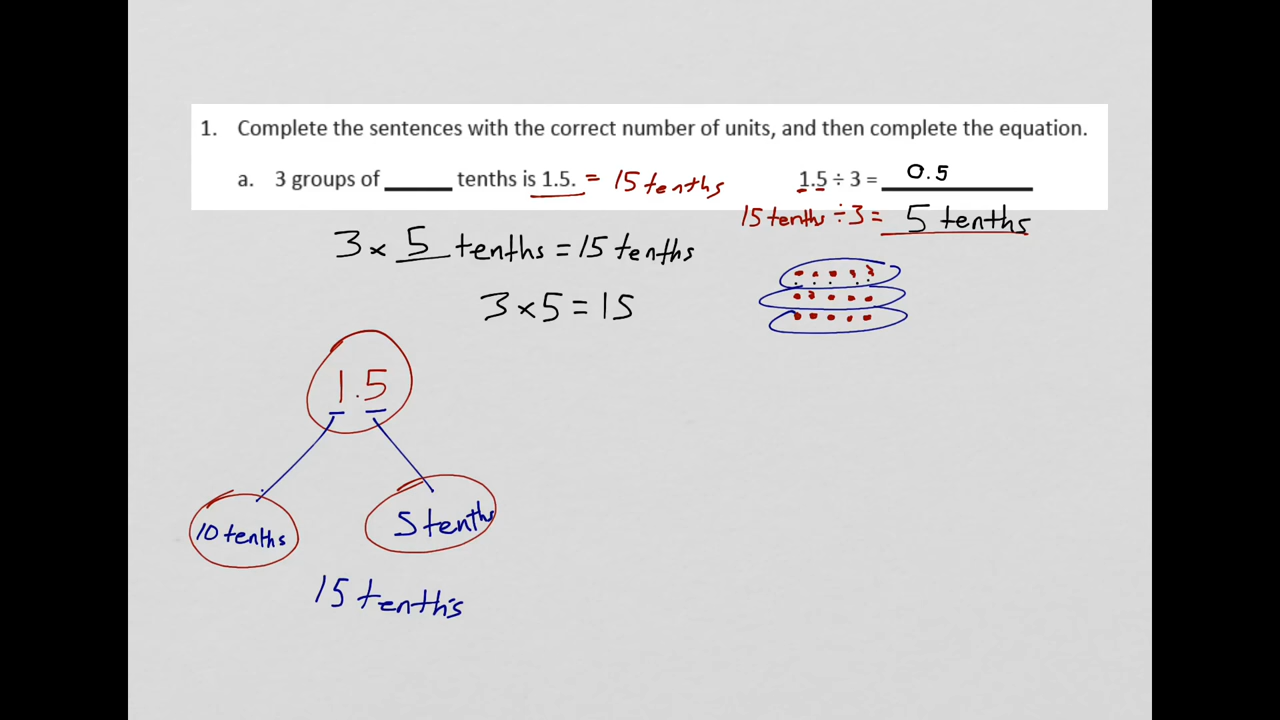 1. Complete the sentences with the correct number of units, and then complete the equation.
a. 3 groups of ______ tenths is 1.5. = 15 tenths 1.5 ÷ 3 = 0.5
15 tenths ÷ 3 = 5 tenths
3 × 5 tenths = 15 tenths
3 × 5 = 15
1.5
10 tenths 5 tenths
15 tenths